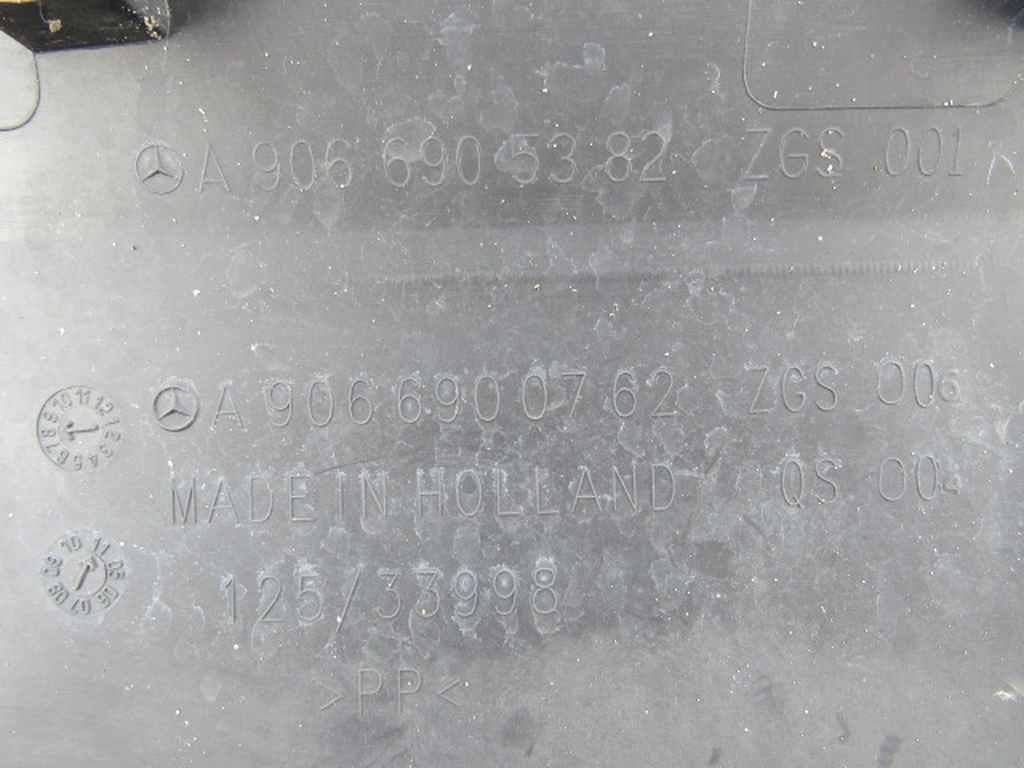 A 906 690 53 82 ZGS 001
A 906 690 07 62 ZGS 006
MADE IN HOLLAND QS 004
125/33998
>PP<